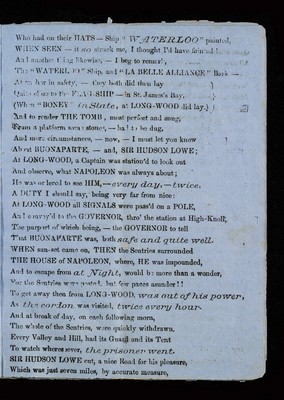 Who had on their HATS — Ship " WATERLOO" painted,
WHEN SEEN — it so struck me, I thought I'd have fainted
And another thing likewise, — I beg to remark,
The "WATERLOO" Ship, and "LA BELLE ALLIANCE" Bark —
At anchor in safety, — they both did then lay
Quite close to the FLAG-SHIP — in St. James's Bay.
(When "BONEY" in State, at LONG-WOOD did lay.)
And to render THE TOMB, most perfect and snug,
From a platform stones, — had to be dug,
And more circumstances, — now, — I must let you know
About BUONAPARTE, — and, SIR HUDSON LOWE;
At LONG-WOOD, a Captain was station'd to look out
And observe, what NAPOLEON was always about;
He was ordered to see HIM,—every day,—twice,
A DUTY I should say, being very far from nice:
At LONG-WOOD all SIGNALS were pass'd on a POLE,
And convey'd to the GOVERNOR, thro' the station at High-Knoll;
The purport of which being, — the GOVERNOR to tell
That BUONAPARTE was, both safe and quite well.
WHEN sun-set came on, THEN the Sentries surrounded
THE HOUSE of NAPOLEON, where, HE was impounded,
And to escape from at Night, would be more than a wonder,
For the Sentries were posted, but few paces asunder!!
To get away then from LONG-WOOD, was out of his power,
As the cordon was visited, twice every hour
And at break of day, on each following morn,
The whole of the Sentries, were quickly withdrawn,
Every Valley and Hill, had its Guard and its Tent
To watch wheresoever, the prisoner went.
SIR HUDSON LOWE cut, a nice Road for his pleasure,
Which was just seven miles, by accurate measure,